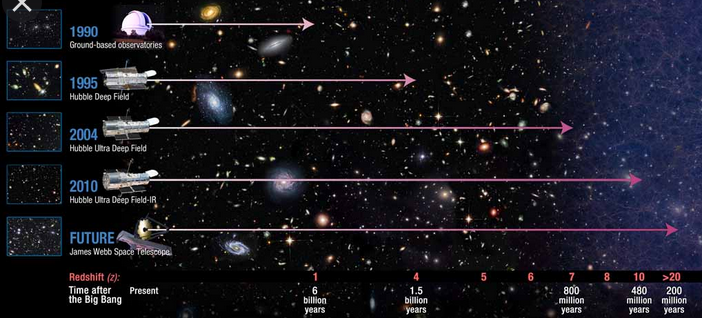 1990
Ground-based observatories
1995
Hubble Deep Field
2004
Hubble Ultra Deep Field
2010
Hubble Ultra Deep Field-IR
FUTURE
James Webb Space Telescope
Redshift (z): 1 4 5 6 7 8 10 >20
Time after Present 6 1.5 800 480 200
the Big Bang billion billion million million million
years years years years years